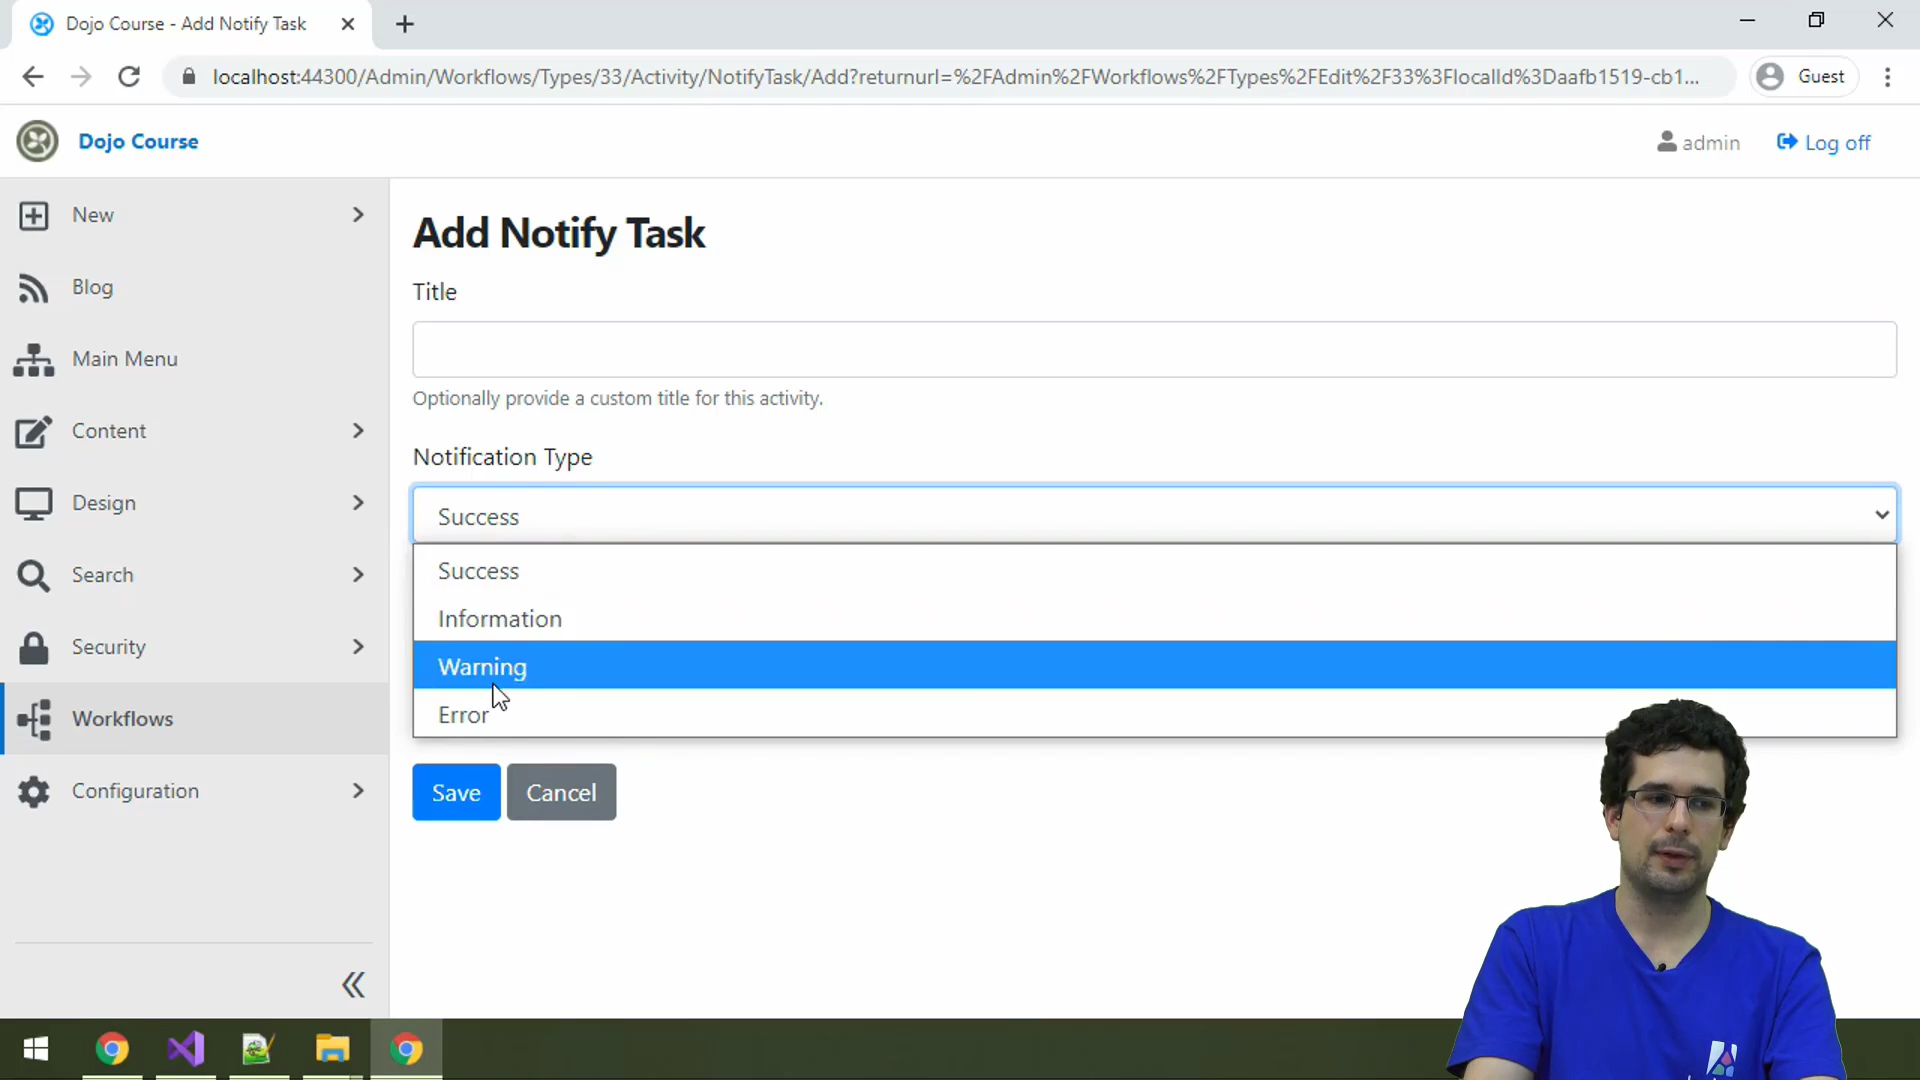 Dojo Course - Add Notify Task
localhost:44300/Admin/Workflows/Types/33/Activity/NotifyTask/Add?returnurl=%2FAdmin%2FWorkflows%2FTypes%2FEdit%2F33%3FlocalId%3Daafb1519-cb1...
Guest
Dojo Course
admin
Log off
New
Blog
Main Menu
Content
Design
Search
Security
Workflows
Configuration
Add Notify Task
Title
Optionally provide a custom title for this activity.
Notification Type
Success
Success
Information
Warning
Error
Save
Cancel